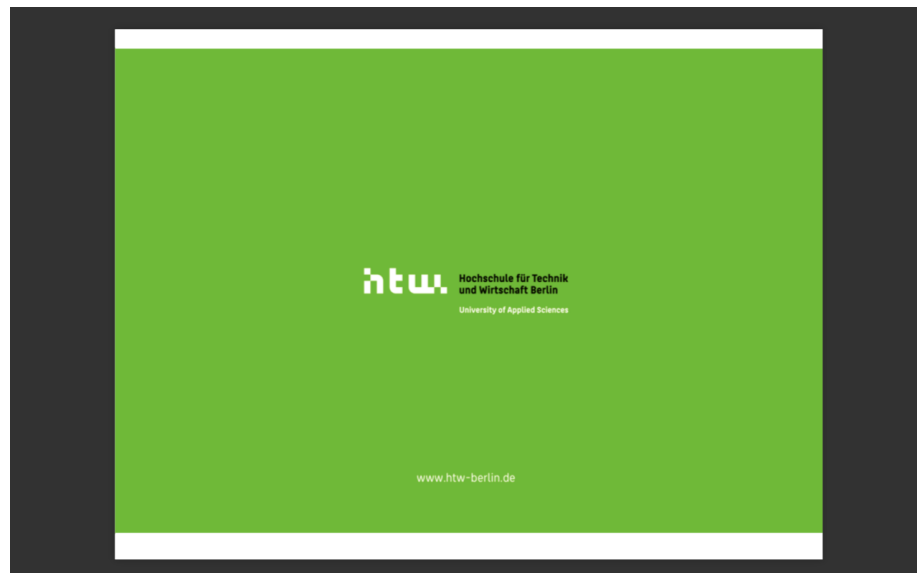 htw.
Hochschule für Technik
und Wirtschaft Berlin
University of Applied Sciences
www.htw-berlin.de